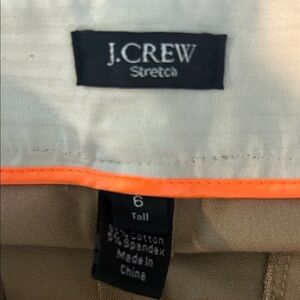 J.CREW
Stretch
6
Tall
Cotton
Spandex
Made in
China